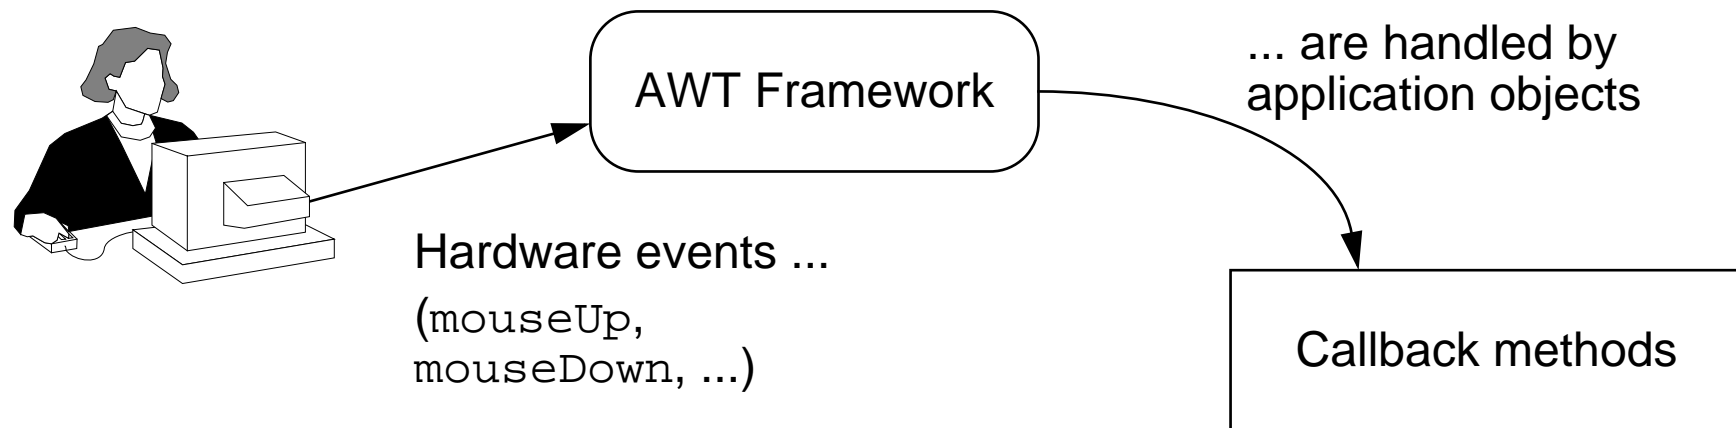 AWT Framework
... are handled by
application objects
Hardware events ...
(mouseUp,
mouseDown, ...)
Callback methods